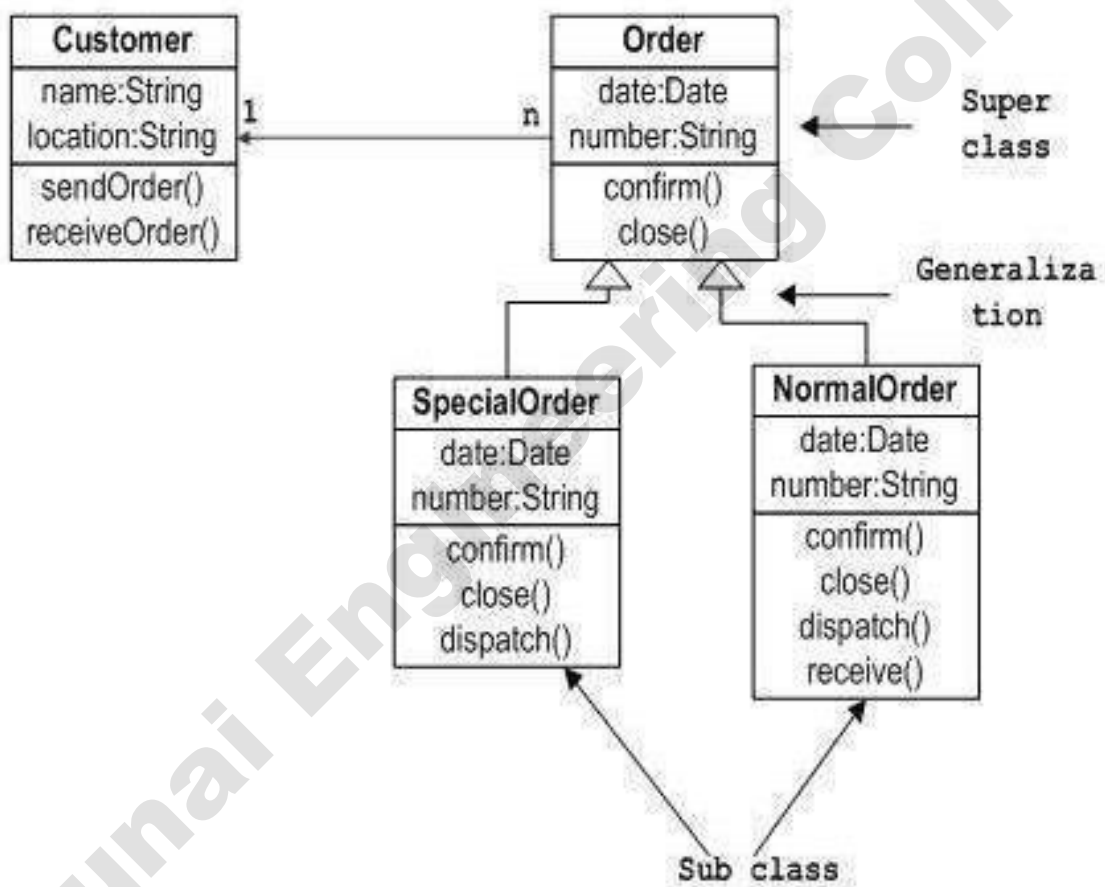 Customer
name:String
location:String
sendOrder()
receiveOrder()
1
n
Order
date:Date
number:String
confirm()
close()
Super
class
Generaliza
tion
SpecialOrder
date:Date
number:String
confirm()
close()
dispatch()
NormalOrder
date:Date
number:String
confirm()
close()
dispatch()
receive()
Sub class
Engineering